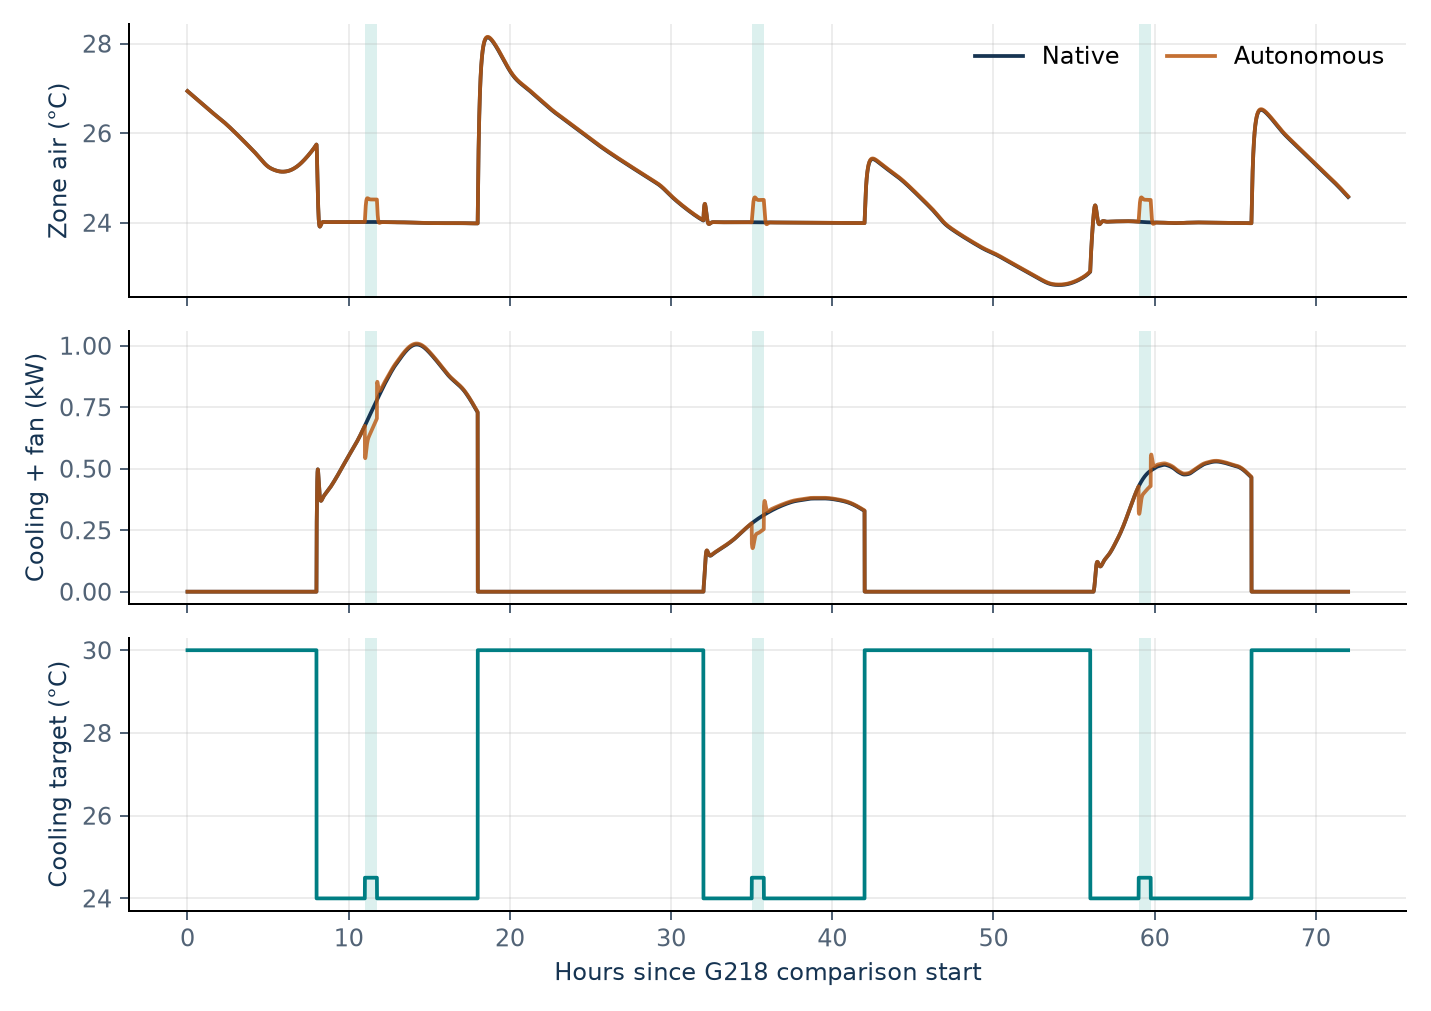 Native
Autonomous
Zone air (°C)
28
26
24
Cooling + fan (kW)
1.00
0.75
0.50
0.25
0.00
Cooling target (°C)
30
28
26
24
0 10 20 30 40 50 60 70
Hours since G218 comparison start